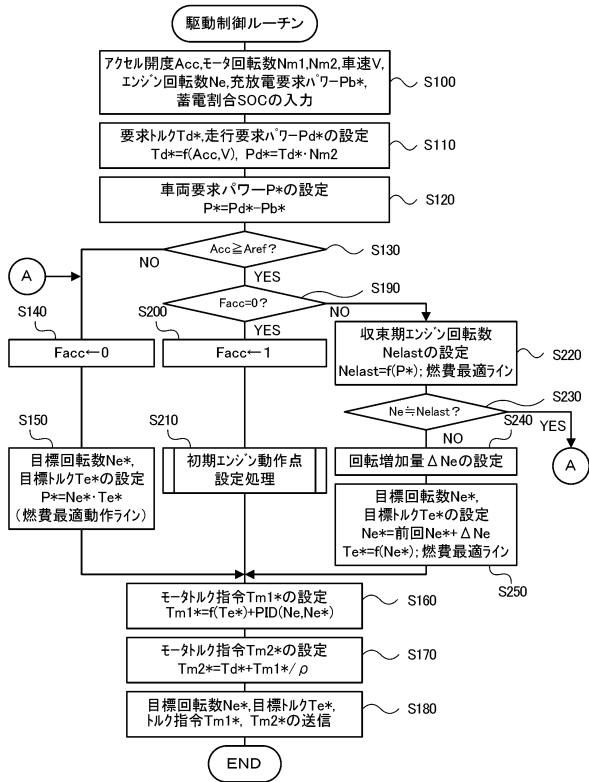 駆動制御ルーチン
アクセル開度Acc,モータ回転数Nm1,Nm2,車速V,
エンジン回転数Ne,充放電要求パワーPb*,
蓄電割合SOCの入力
S100
要求トルクTd*,走行要求パワーPd*の設定
Td*=f(Acc,V), Pd*=Td*・Nm2
S110
車両要求パワーP*の設定
P*=Pd*-Pb*
S120
Acc≧Aref?
S130
NO
YES
A
Facc=0?
S190
NO
YES
S140
Facc←0
S200
Facc←1
収束期エンジン回転数
Nelastの設定
Nelast=f(P*);燃費最適ライン
S220
Ne≒Nelast?
S230
YES
NO
A
S240
回転増加量ΔNeの設定
S150
目標回転数Ne*,
目標トルクTe*の設定
P*=Ne*・Te*
(燃費最適動作ライン)
S210
初期エンジン動作点
設定処理
目標回転数Ne*,
目標トルクTe*の設定
Ne*=前回Ne*+ΔNe
Te*=f(Ne*);燃費最適ライン
S250
モータトルク指令Tm1*の設定
Tm1*=f(Te*)+PID(Ne,Ne*)
S160
モータトルク指令Tm2*の設定
Tm2*=Td*+Tm1*/ρ
S170
目標回転数Ne*,目標トルクTe*,
トルク指令Tm1*, Tm2*の送信
S180
END